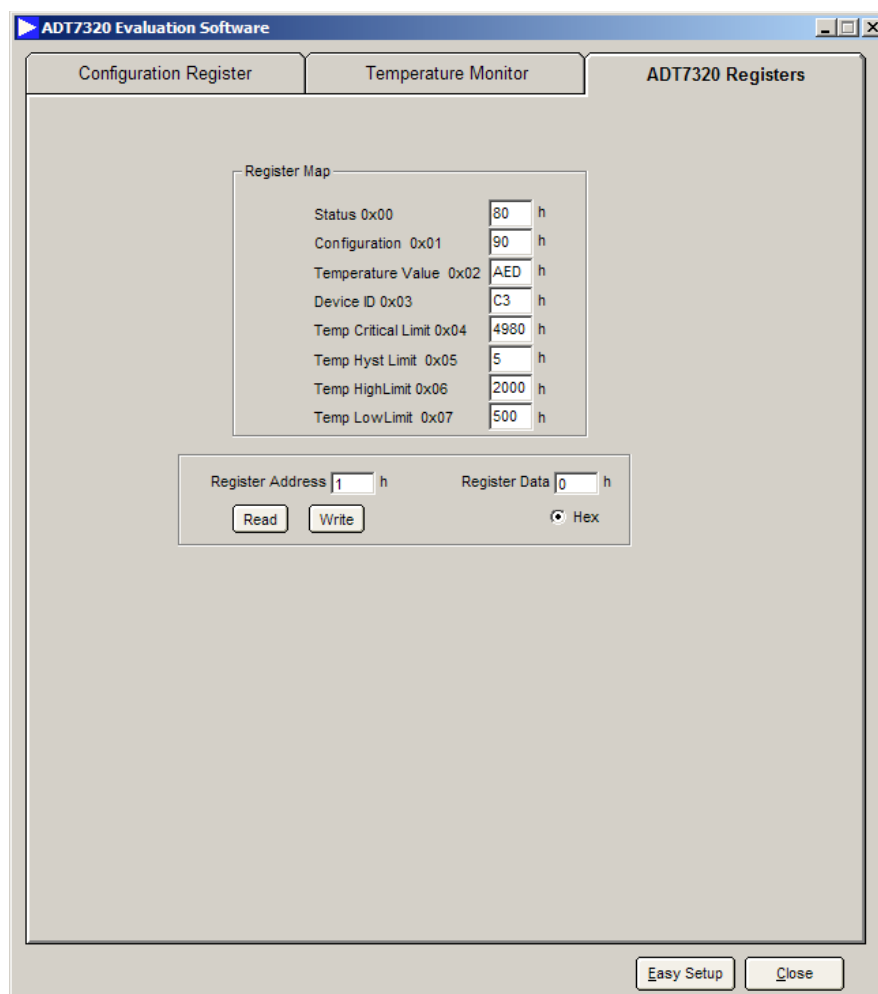 ADT7320 Evaluation Software
Configuration Register Temperature Monitor ADT7320 Registers
Register Map
Status 0x00 80 h
Configuration 0x01 90 h
Temperature Value 0x02 AED h
Device ID 0x03 C3 h
Temp Critical Limit 0x04 4980 h
Temp Hyst Limit 0x05 5 h
Temp HighLimit 0x06 2000 h
Temp LowLimit 0x07 500 h
Register Address 1 h Register Data 0 h
Read Write Hex
Easy Setup Close